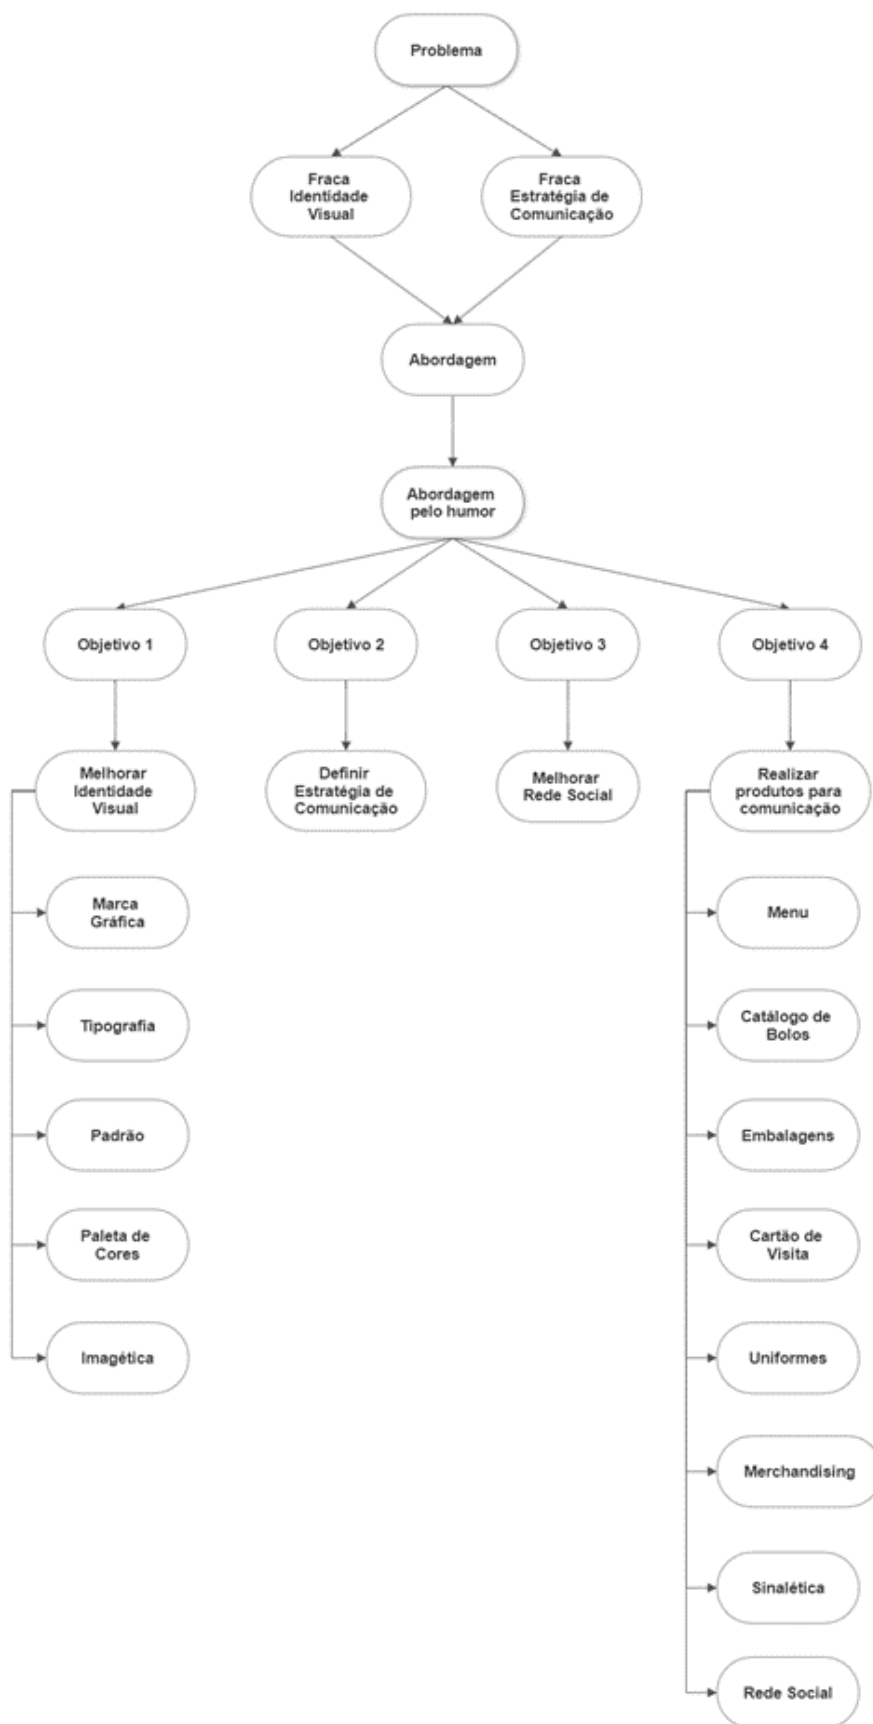 Problema
Fraca
Identidade
Visual
Fraca
Estratégia de
Comunicação
Abordagem
Abordagem
pelo humor
Objetivo 1
Objetivo 2
Objetivo 3
Objetivo 4
Melhorar
Identidade
Visual
Definir
Estratégia de
Comunicação
Melhorar
Rede Social
Realizar
produtos para
comunicação
Marca
Gráfica
Tipografia
Padrão
Paleta de
Cores
Imagética
Menu
Catálogo de
Bolos
Embalagens
Cartão de
Visita
Uniformes
Merchandising
Sinalética
Rede Social